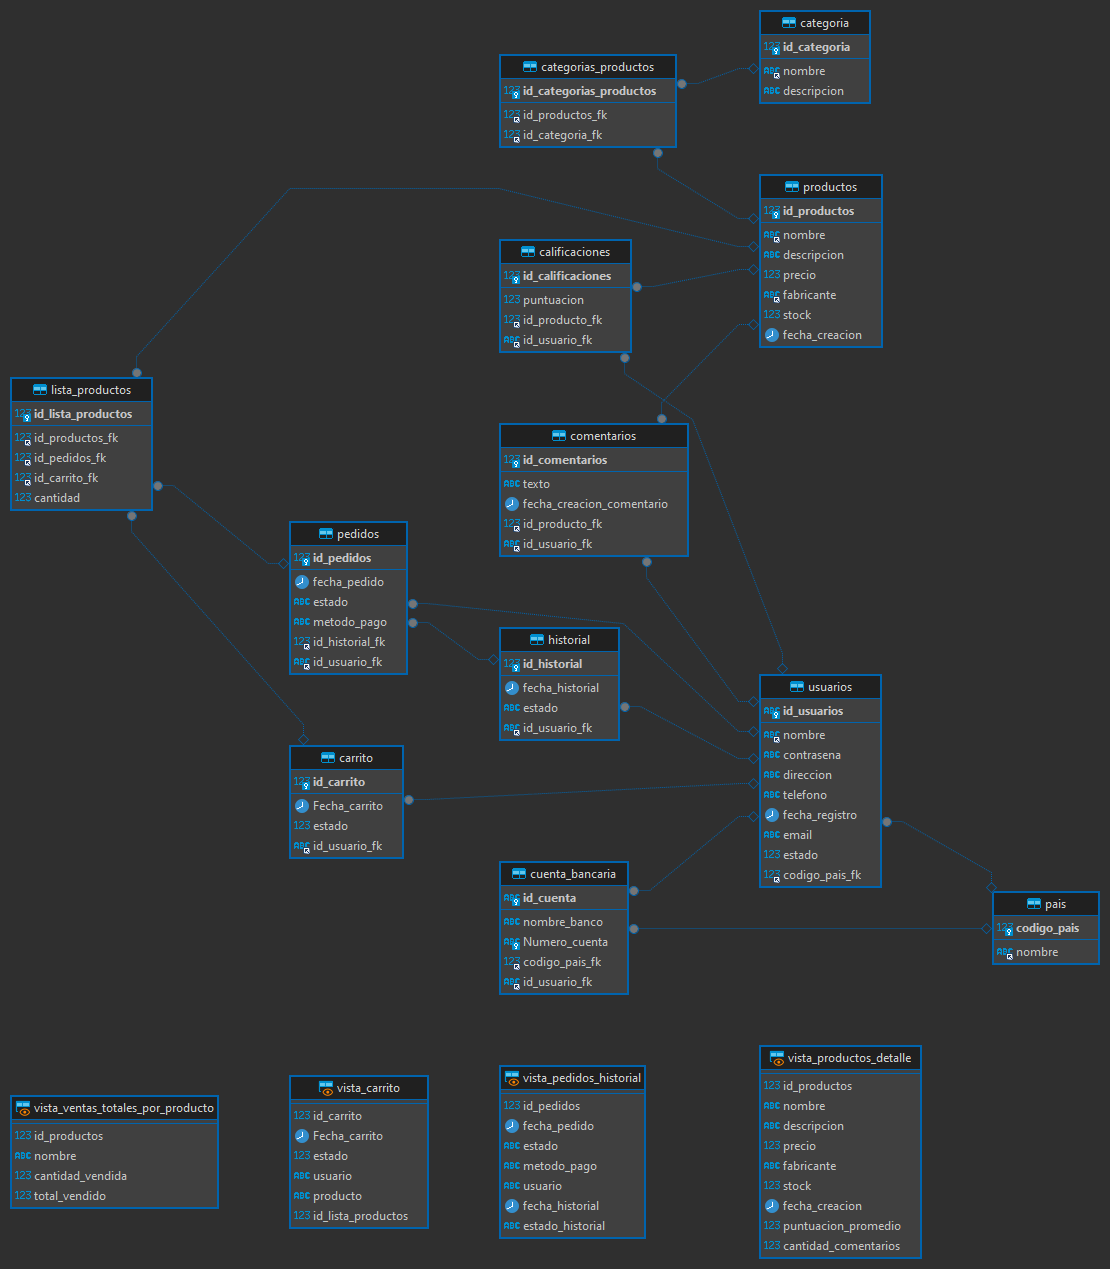 categoria
123 id_categoria
ABC nombre
ABC descripcion
categorias_productos
123 id_categorias_productos
123 id_productos_fk
123 id_categoria_fk
productos
123 id_productos
ABC nombre
ABC descripcion
123 precio
ABC fabricante
123 stock
fecha_creacion
calificaciones
123 id_calificaciones
123 puntuacion
123 id_producto_fk
ABC id_usuario_fk
lista_productos
123 id_lista_productos
123 id_productos_fk
123 id_pedidos_fk
123 id_carrito_fk
123 cantidad
comentarios
123 id_comentarios
ABC texto
fecha_creacion_comentario
123 id_producto_fk
ABC id_usuario_fk
pedidos
123 id_pedidos
fecha_pedido
ABC estado
ABC metodo_pago
123 id_historial_fk
ABC id_usuario_fk
historial
123 id_historial
fecha_historial
ABC estado
ABC id_usuario_fk
usuarios
ABC id_usuarios
ABC nombre
ABC contrasena
ABC direccion
ABC telefono
fecha_registro
ABC email
123 estado
123 codigo_pais_fk
carrito
123 id_carrito
Fecha_carrito
123 estado
ABC id_usuario_fk
cuenta_bancaria
ABC id_cuenta
ABC nombre_banco
ABC Numero_cuenta
123 codigo_pais_fk
ABC id_usuario_fk
pais
123 codigo_pais
ABC nombre
vista_ventas_totales_por_producto
123 id_productos
ABC nombre
123 cantidad_vendida
123 total_vendido
vista_carrito
123 id_carrito
Fecha_carrito
123 estado
ABC usuario
ABC producto
123 id_lista_productos
vista_pedidos_historial
123 id_pedidos
fecha_pedido
ABC estado
ABC metodo_pago
ABC usuario
fecha_historial
ABC estado_historial
vista_productos_detalle
123 id_productos
ABC nombre
ABC descripcion
123 precio
ABC fabricante
123 stock
fecha_creacion
123 puntuacion_promedio
123 cantidad_comentarios